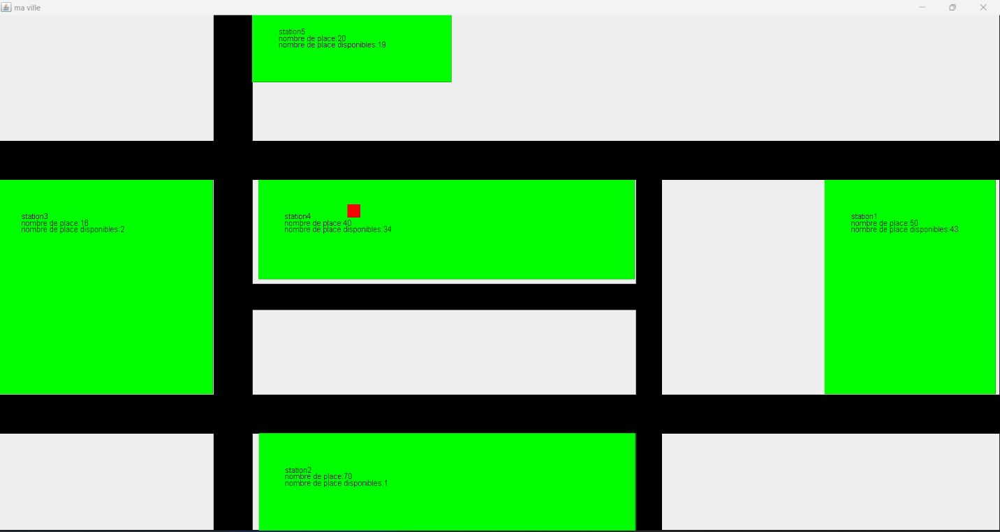 ma ville
station5
nombre de place:20
nombre de place disponibles:19
station3
nombre de place:16
nombre de place disponibles:2
station4
nombre de place:40
nombre de place disponibles:34
station1
nombre de place:50
nombre de place disponibles:43
station2
nombre de place:70
nombre de place disponibles:1